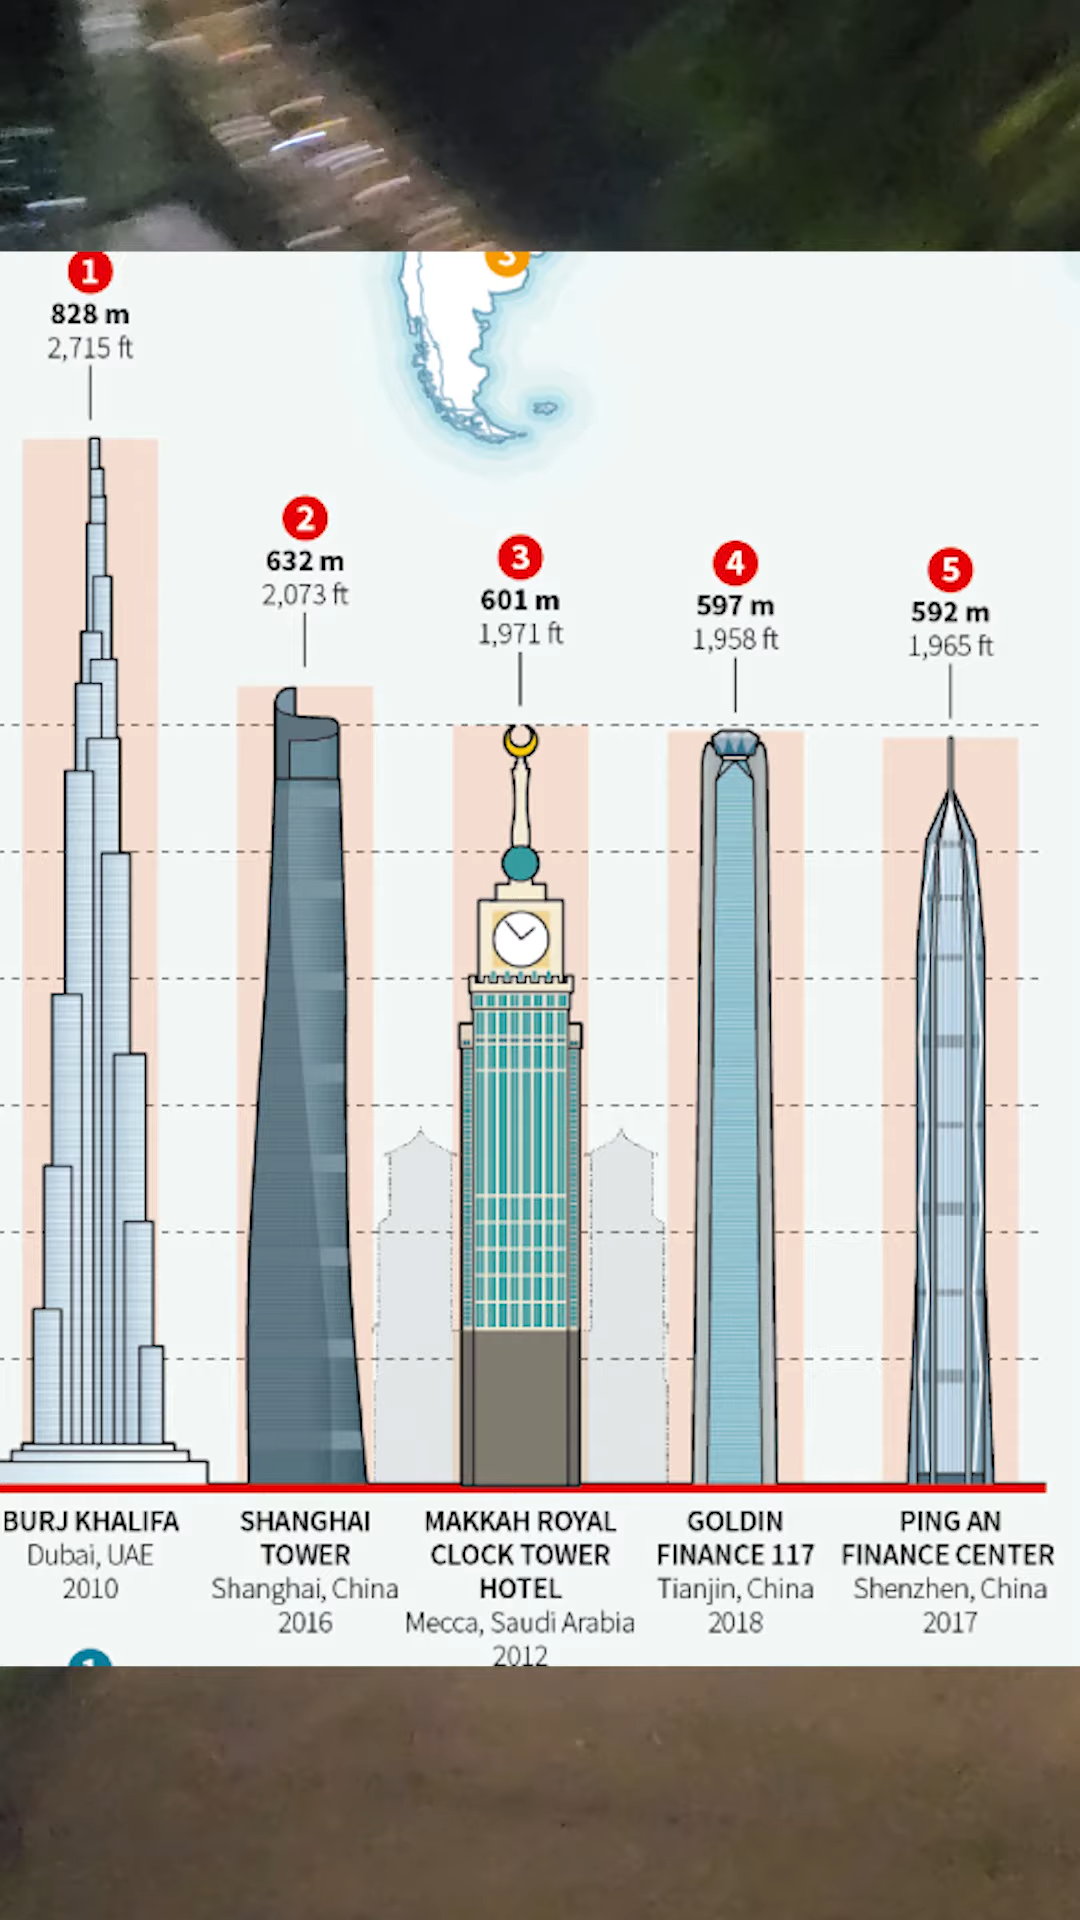 3
1
828 m
2,715 ft
2
632 m
2,073 ft
3
601 m
1,971 ft
4
597 m
1,958 ft
5
592 m
1,965 ft
BURJ KHALIFA
Dubai, UAE
2010
SHANGHAI
TOWER
Shanghai, China
2016
MAKKAH ROYAL
CLOCK TOWER
HOTEL
Mecca, Saudi Arabia
2012
GOLDIN
FINANCE 117
Tianjin, China
2018
PING AN
FINANCE CENTER
Shenzhen, China
2017
1